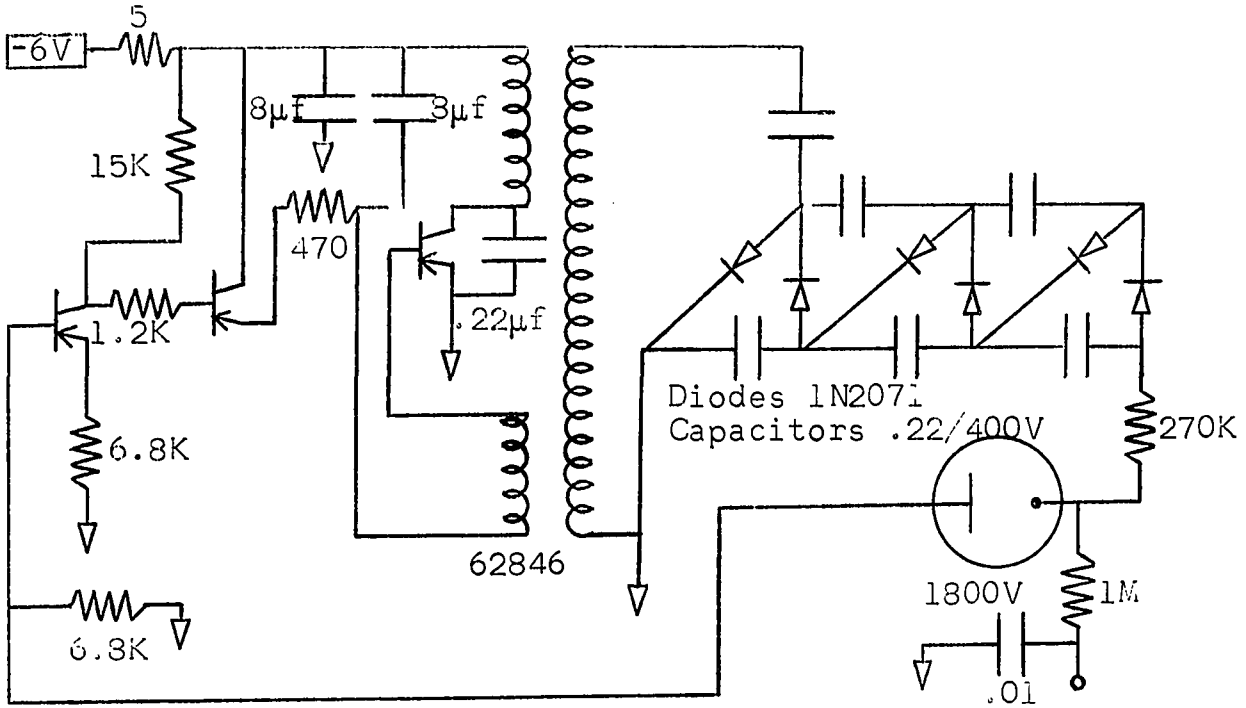 5
-6V
8µf
8µf
15K
470
1.2K
.22µf
Diodes 1N2071
Capacitors .22/400V
270K
6.8K
62846
1800V
1M
6.8K
.01